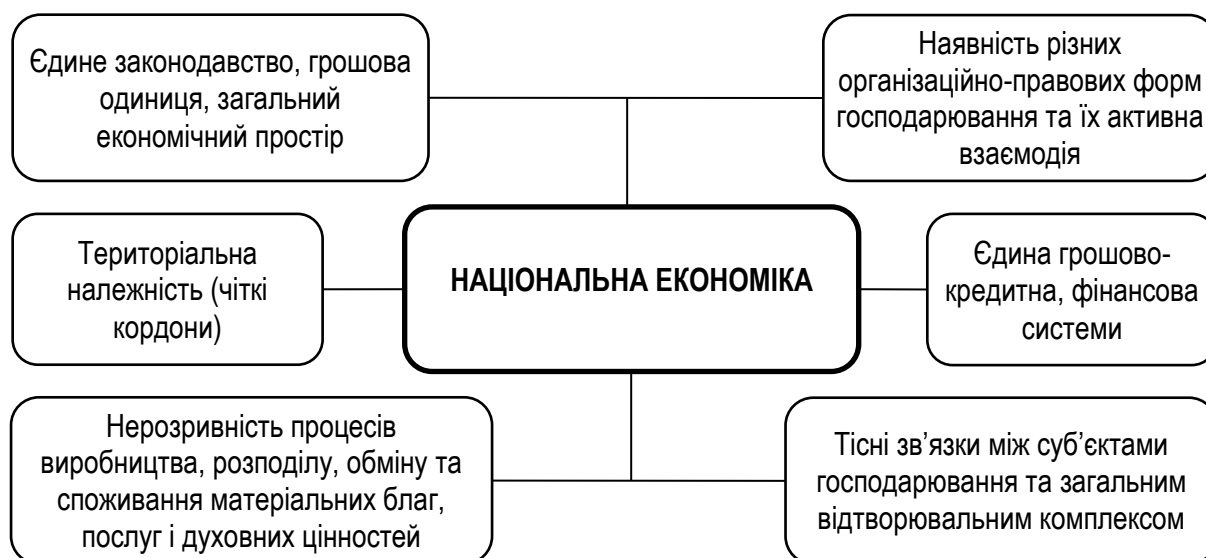 Єдине законодавство, грошова
одиниця, загальний
економічний простір
Наявність різних
організаційно-правових форм
господарювання та їх активна
взаємодія
Територіальна
належність (чіткі
кордони)
НАЦІОНАЛЬНА ЕКОНОМІКА
Єдина грошово-
кредитна, фінансова
системи
Нерозривність процесів
виробництва, розподілу, обміну та
споживання матеріальних благ,
послуг і духовних цінностей
Тісні зв’язки між суб’єктами
господарювання та загальним
відтворювальним комплексом